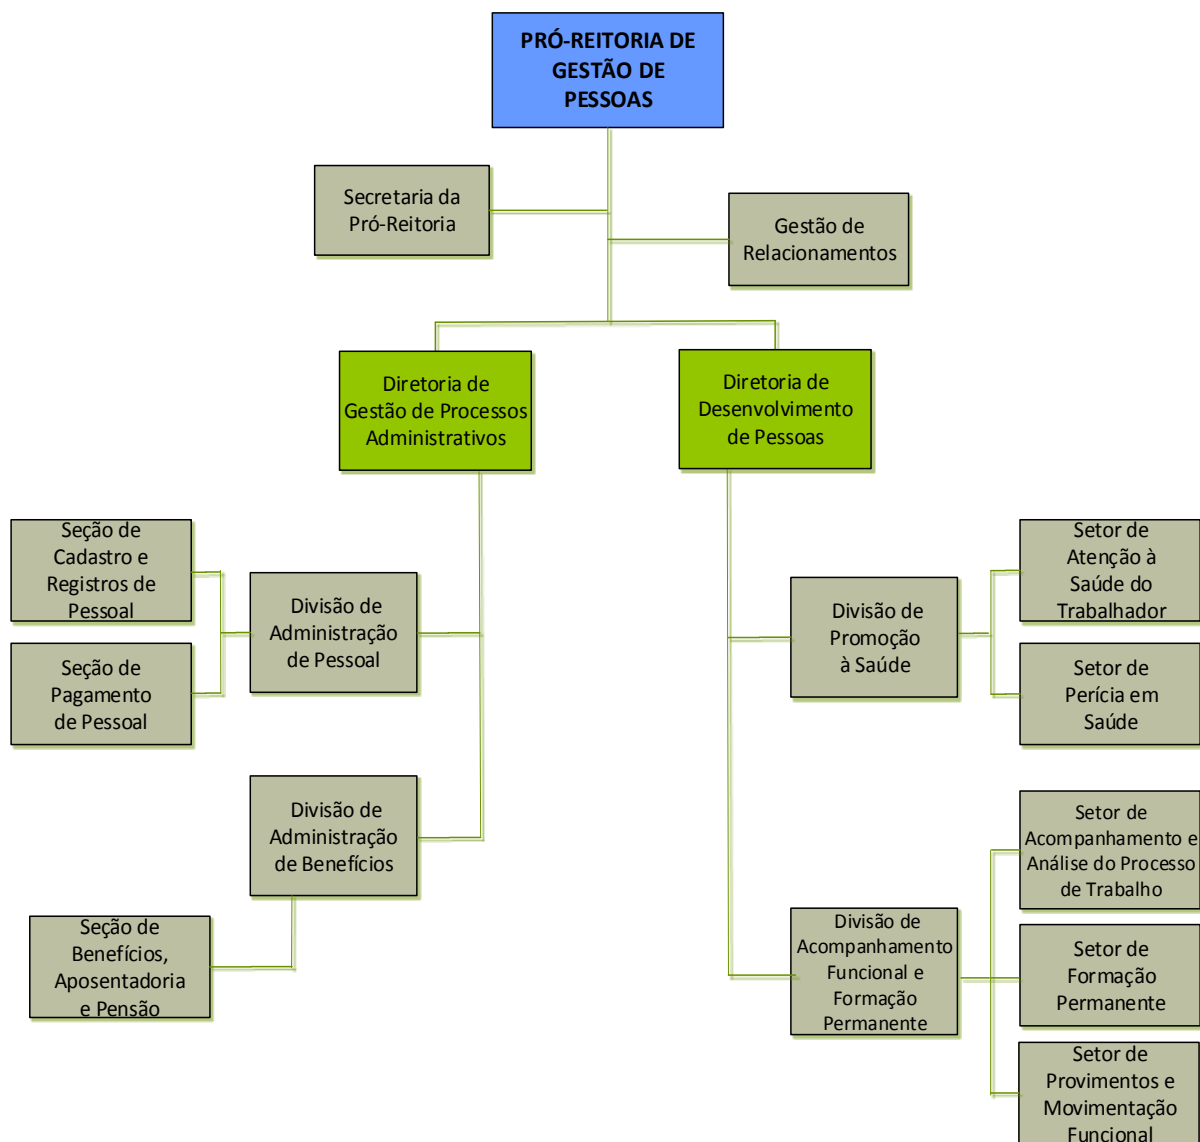 PRÓ-REITORIA DE
GESTÃO DE
PESSOAS
Secretaria da
Pró-Reitoria
Gestão de
Relacionamentos
Diretoria de
Gestão de Processos
Administrativos
Diretoria de
Desenvolvimento
de Pessoas
Seção de
Cadastro e
Registros de
Pessoal
Divisão de
Administração
de Pessoal
Seção de
Pagamento
de Pessoal
Divisão de
Administração
de Benefícios
Seção de
Benefícios,
Aposentadoria
e Pensão
Divisão de
Promoção
à Saúde
Setor de
Atenção à
Saúde do
Trabalhador
Setor de
Perícia em
Saúde
Divisão de
Acompanhamento
Funcional e
Formação
Permanente
Setor de
Acompanhamento e
Análise do Processo
de Trabalho
Setor de
Formação
Permanente
Setor de
Provimentos e
Movimentação
Funcional